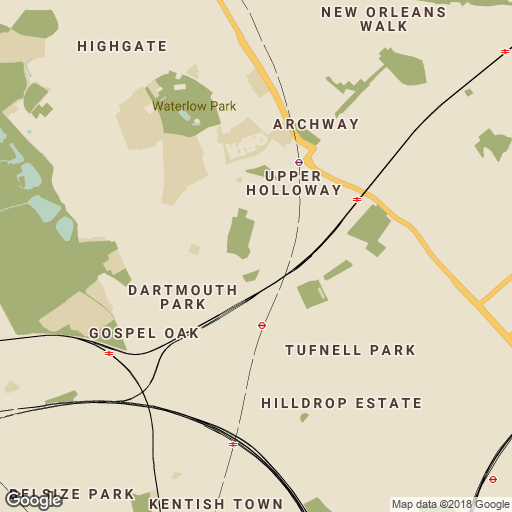 NEW ORLEANS
WALK
HIGHGATE
Waterlow Park
ARCHWAY
UPPER
HOLLOWAY
DARTMOUTH
PARK
GOSPEL OAK
TUFNELL PARK
HILLDROP ESTATE
BELSIZE PARK
KENTISH TOWN
Google
Map data ©2018 Google